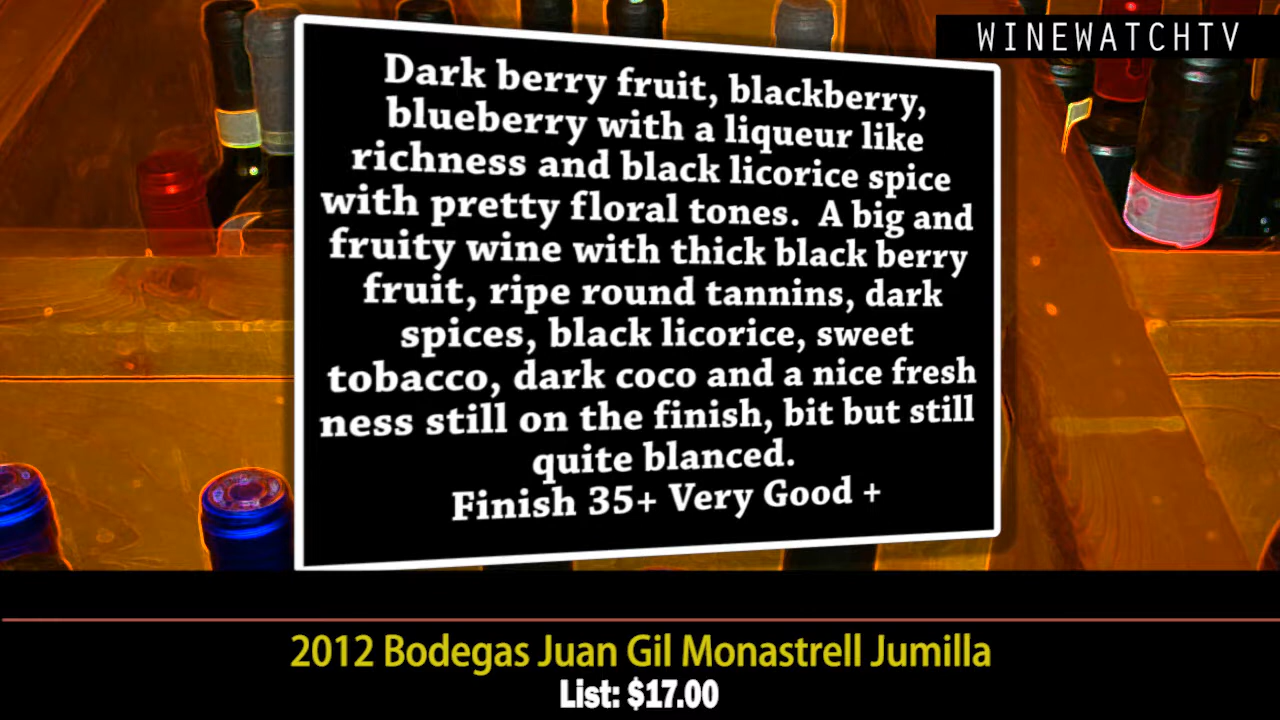 WINEWATCHTV
Dark berry fruit, blackberry,
blueberry with a liqueur like
richness and black licorice spice
with pretty floral tones.  A big and
fruity wine with thick black berry
fruit, ripe round tannins, dark
spices, black licorice, sweet
tobacco, dark coco and a nice fresh
ness still on the finish, bit but still
quite blanced.
Finish 35+ Very Good +
2012 Bodegas Juan Gil Monastrell Jumilla
List: $17.00